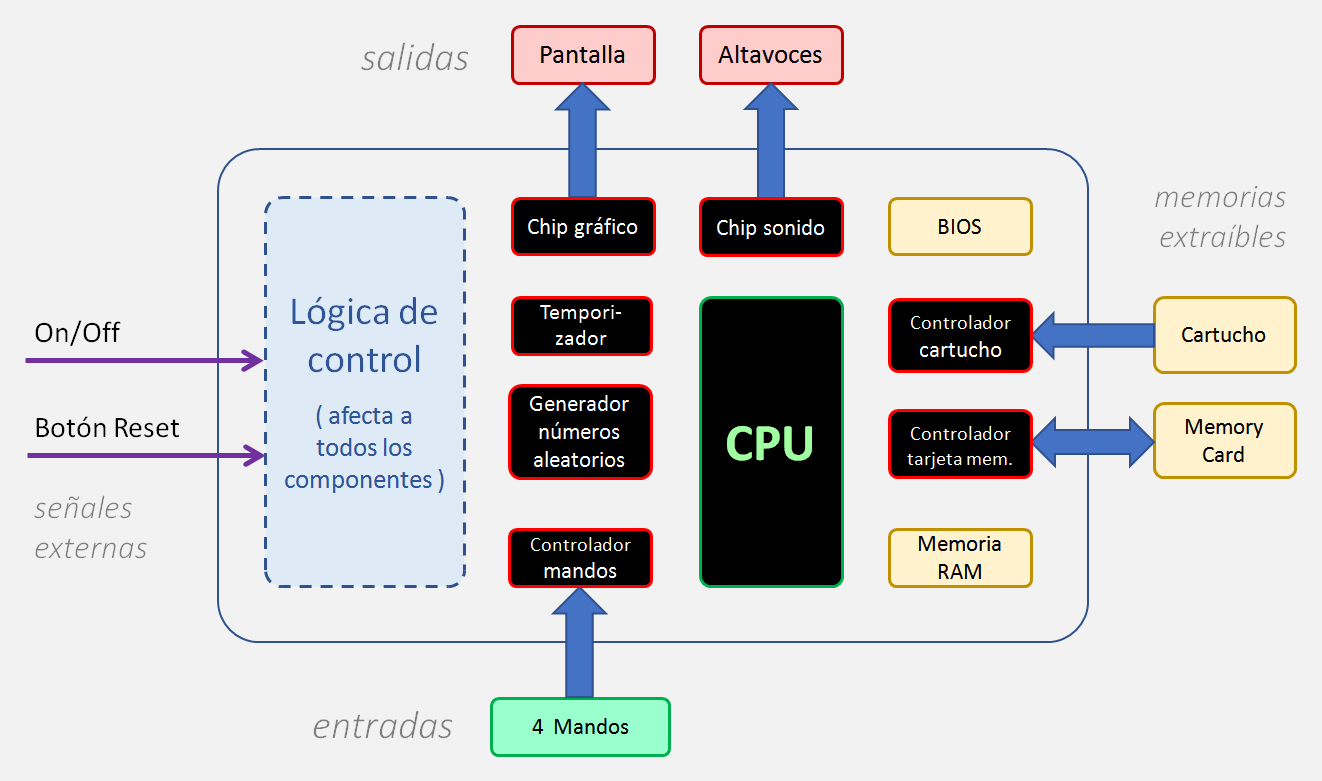 salidas
Pantalla
Altavoces
Chip gráfico
Chip sonido
BIOS
memorias
extraíbles
On/Off
Botón Reset
señales
externas
Lógica de
control
( afecta a
todos los
componentes )
Tempori-
zador
Generador
números
aleatorios
Controlador
mandos
CPU
Controlador
cartucho
Controlador
tarjeta mem.
Memoria
RAM
Cartucho
Memory
Card
entradas
4 Mandos